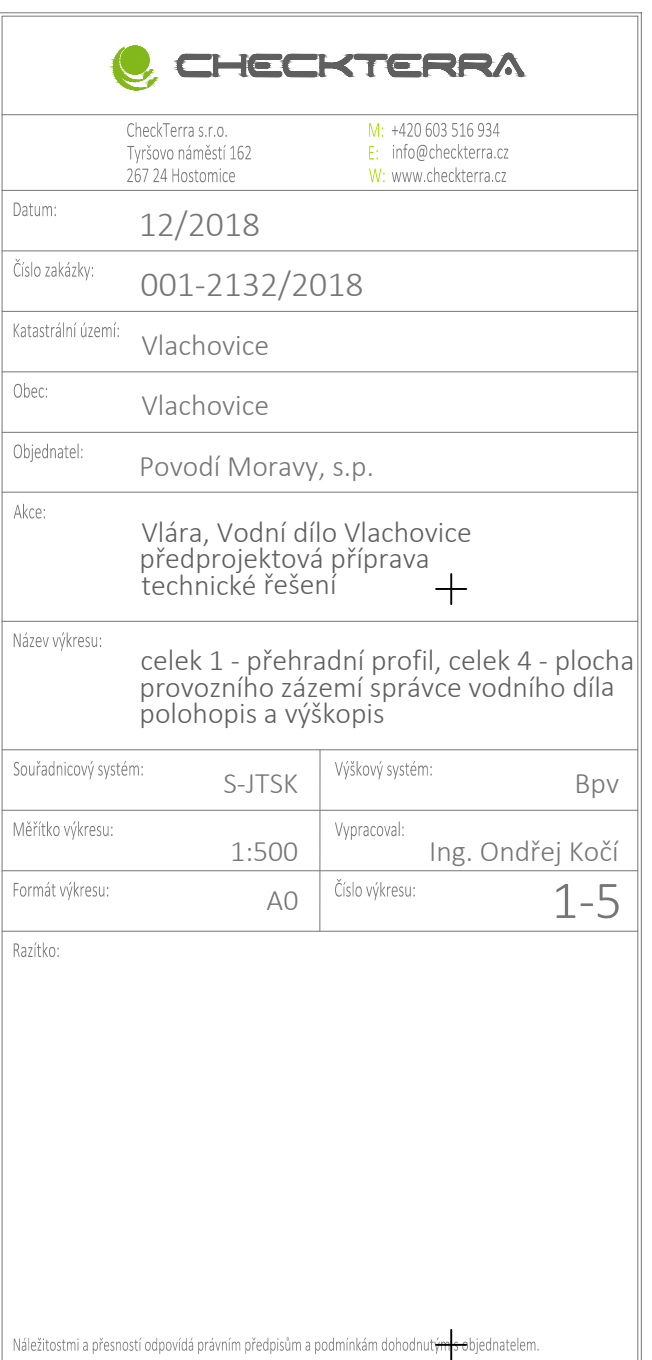 CHECKTERRA
CheckTerra s.r.o.
Tyršovo náměstí 162
267 24 Hostomice
M: +420 603 516 934
E: info@checkterra.cz
W: www.checkterra.cz
Datum: 12/2018
Číslo zakázky: 001-2132/2018
Katastrální území: Vlachovice
Obec: Vlachovice
Objednatel: Povodí Moravy, s.p.
Akce: Vlára, Vodní dílo Vlachovice
předprojektová příprava
technické řešení
Název výkresu: celek 1 - přehradní profil, celek 4 - plocha
provozního zázemí správce vodního díla
polohopis a výškopis
Souřadnicový systém: S-JTSK
Výškový systém: Bpv
Měřítko výkresu: 1:500
Vypracoval: Ing. Ondřej Kočí
Formát výkresu: A0
Číslo výkresu: 1-5
Razítko:
Náležitostmi a přesností odpovídá právním předpisům a podmínkám dohodnutým s objednatelem.